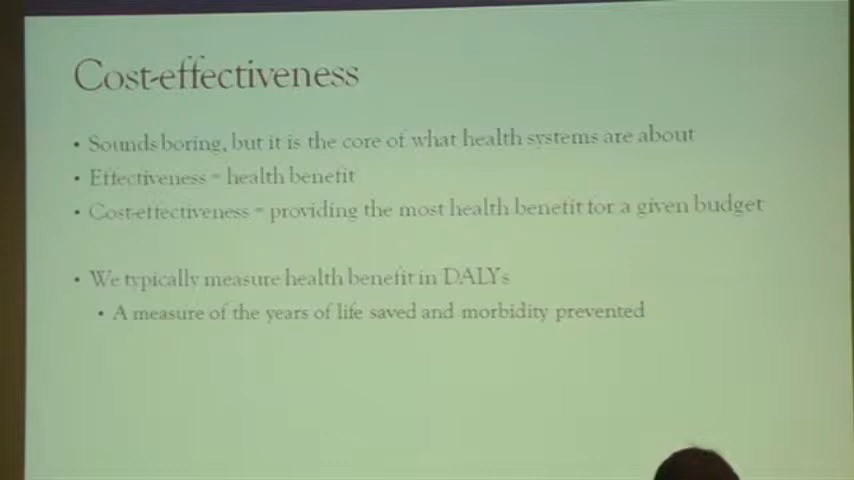 Cost-effectiveness
• Sounds boring, but it is the core of what health systems are about
• Effectiveness = health benefit
• Cost-effectiveness = providing the most health benefit for a given budget
• We typically measure health benefit in DALYs
• A measure of the years of life saved and morbidity prevented